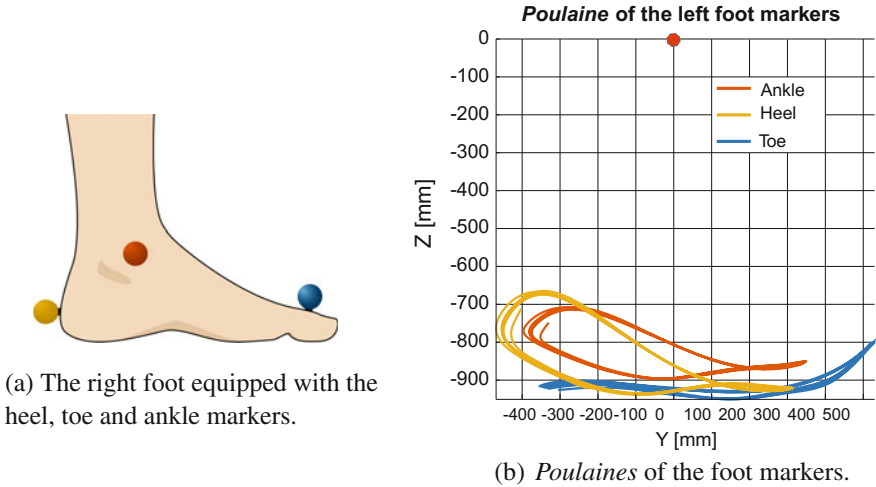 Poulaine of the left foot markers
0
-100
-200
-300
-400
-500
-600
-700
-800
-900
Z [mm]
Ankle
Heel
Toe
-400 -300 -200 -100 0 100 200 300 400 500
Y [mm]
(a) The right foot equipped with the
heel, toe and ankle markers.
(b) Poulaines of the foot markers.